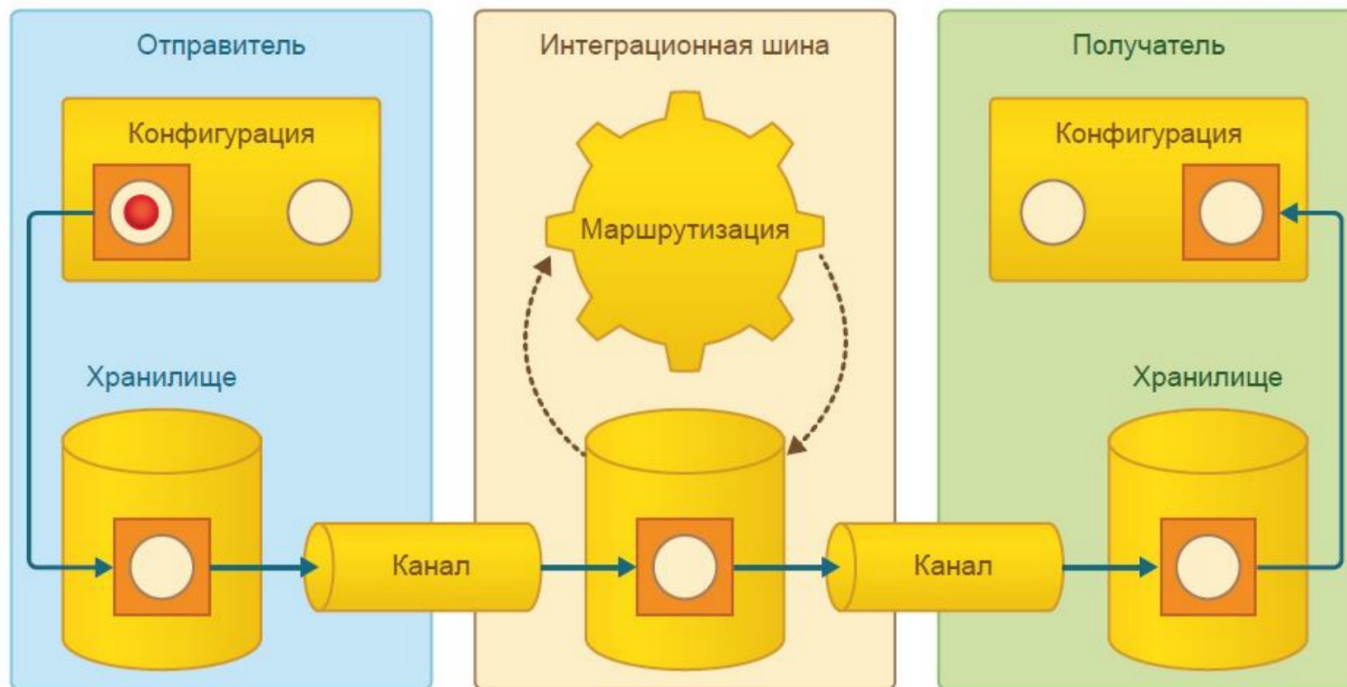 Отправитель
Интеграционная шина
Получатель
Конфигурация
Конфигурация
Маршрутизация
Хранилище
Хранилище
Канал
Канал